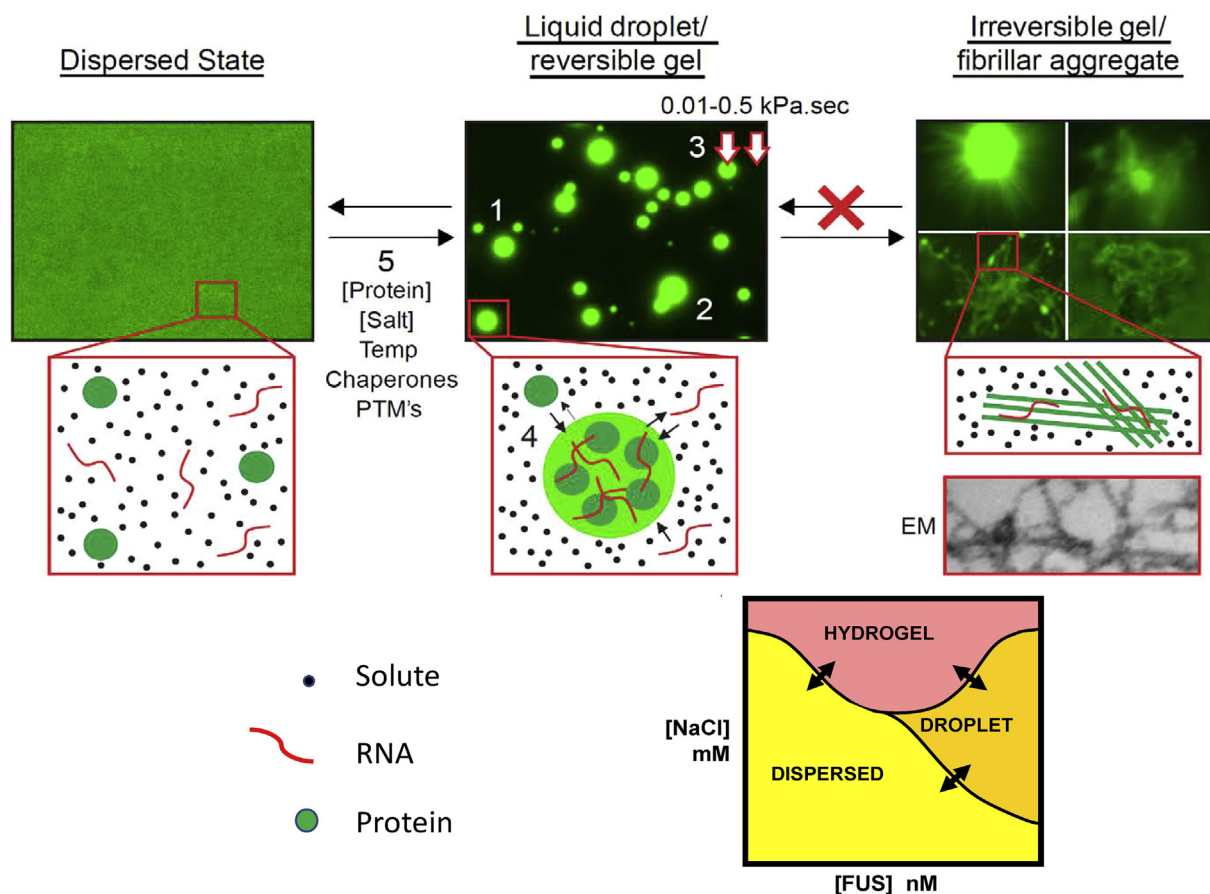 Dispersed State
Liquid droplet/
reversible gel
Irreversible gel/
fibrillar aggregate
0.01-0.5 kPa.sec
3
1
2
5
[Protein]
[Salt]
Temp
Chaperones
PTM's
4
EM
Solute
RNA
Protein
HYDROGEL
DROPLET
DISPERSED
[NaCl]
mM
[FUS] nM